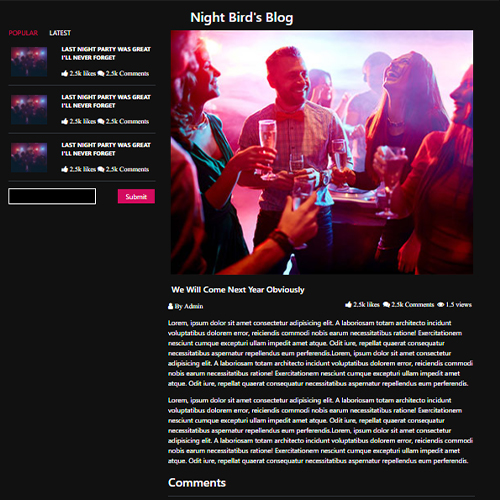 Night Bird's Blog
POPULAR LATEST
LAST NIGHT PARTY WAS GREAT
I'LL NEVER FORGET
2.5k likes 2.5k Comments
LAST NIGHT PARTY WAS GREAT
I'LL NEVER FORGET
2.5k likes 2.5k Comments
LAST NIGHT PARTY WAS GREAT
I'LL NEVER FORGET
2.5k likes 2.5k Comments
Submit
We Will Come Next Year Obviously
By Admin 2.5k likes 2.5k Comments 1.5 views
Lorem, ipsum dolor sit amet consectetur adipisicing elit. A laboriosam totam architecto incidunt
voluptatibus dolorem error, reiciendis commodi nobis earum necessitatibus ratione! Exercitationem
nesciunt cumque excepturi ullam impedit amet atque. Odit iure, repellat quaerat consequatur
necessitatibus aspernatur repellendus eum perferendis.Lorem, ipsum dolor sit amet consectetur
adipisicing elit. A laboriosam totam architecto incidunt voluptatibus dolorem error, reiciendis commodi
nobis earum necessitatibus ratione! Exercitationem nesciunt cumque excepturi ullam impedit amet
atque. Odit iure, repellat quaerat consequatur necessitatibus aspernatur repellendus eum perferendis.
Lorem, ipsum dolor sit amet consectetur adipisicing elit. A laboriosam totam architecto incidunt
voluptatibus dolorem error, reiciendis commodi nobis earum necessitatibus ratione! Exercitationem
nesciunt cumque excepturi ullam impedit amet atque. Odit iure, repellat quaerat consequatur
necessitatibus aspernatur repellendus eum perferendis.Lorem, ipsum dolor sit amet consectetur
adipisicing elit. A laboriosam totam architecto incidunt voluptatibus dolorem error, reiciendis commodi
nobis earum necessitatibus ratione! Exercitationem nesciunt cumque excepturi ullam impedit amet
atque. Odit iure, repellat quaerat consequatur necessitatibus aspernatur repellendus eum perferendis.
Comments